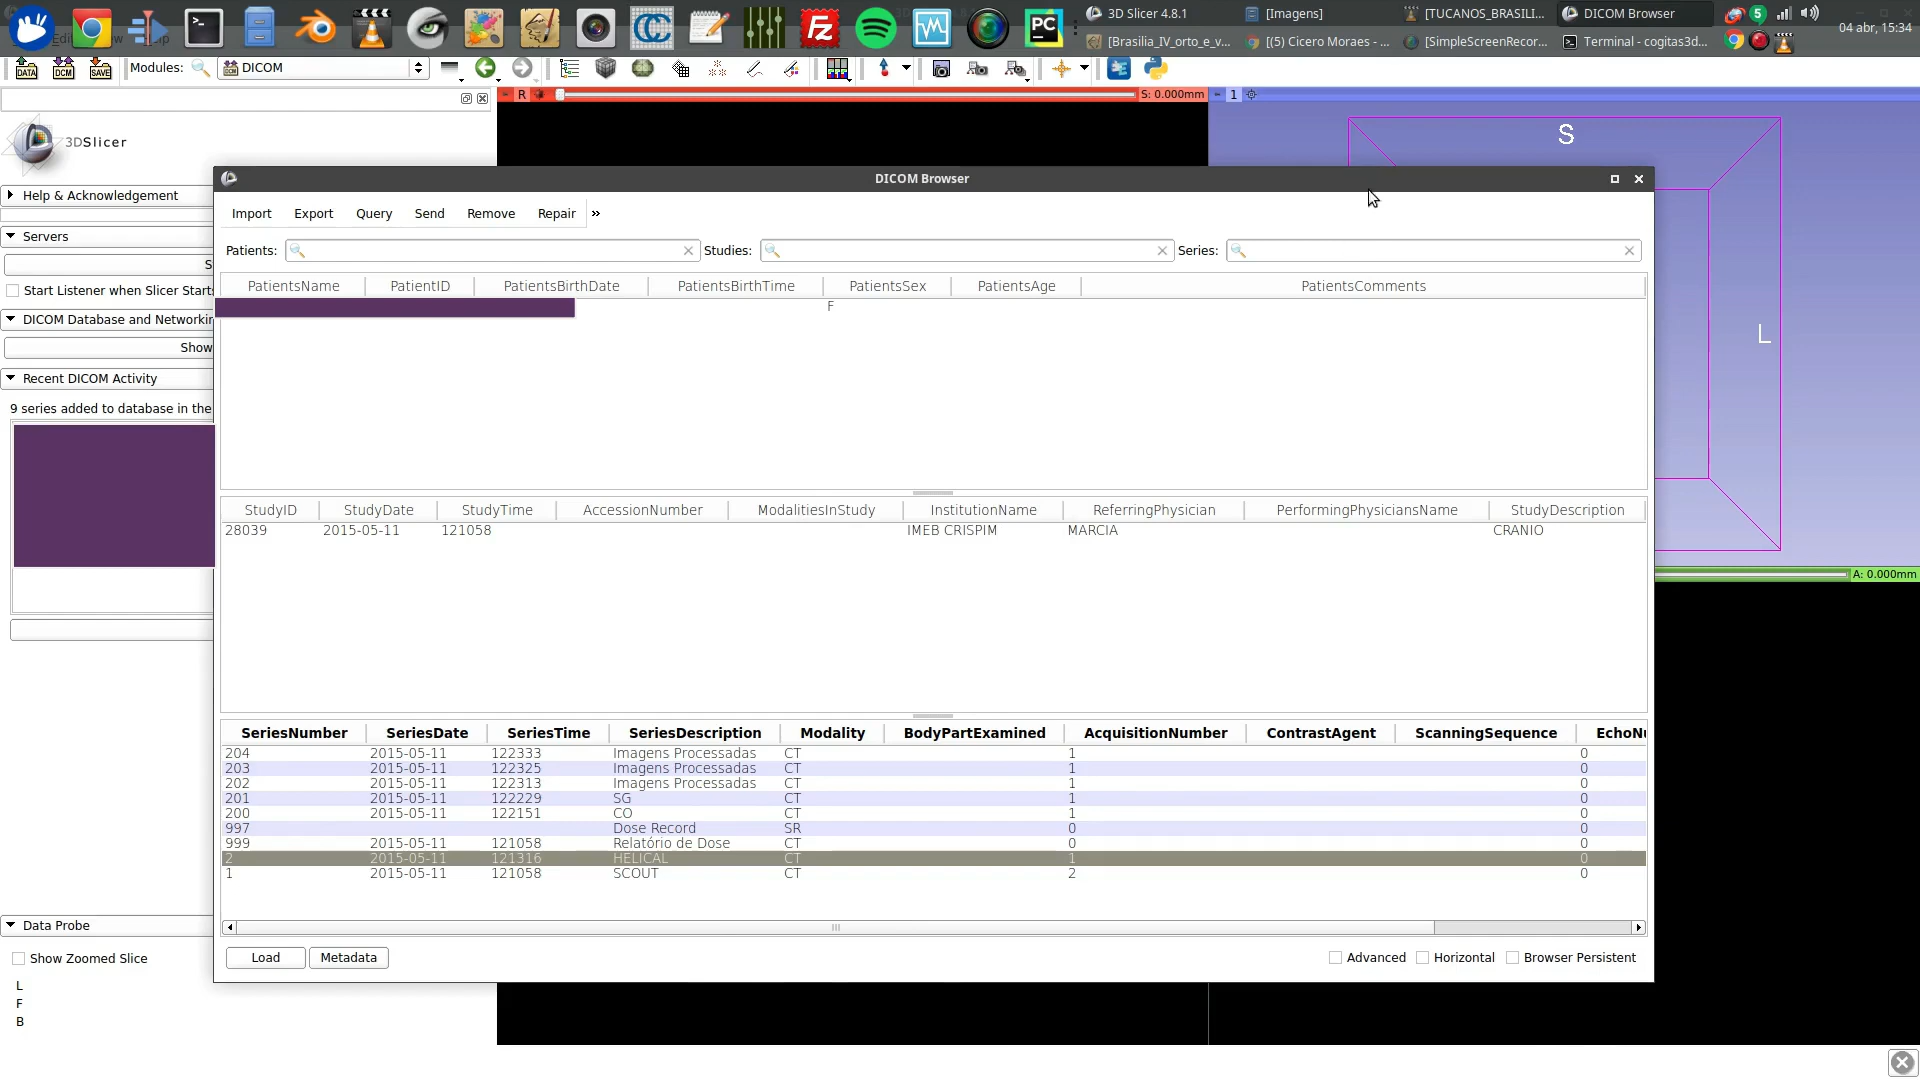 3D Slicer 4.8.1
[Imagens]
[TUCANOS_BRASILI...
DICOM Browser
5
[Brasilia_IV_orto_e_v...
[(5) Cicero Moraes - ...
[SimpleScreenRecor...
Terminal - cogitas3d...
04 abr, 15:34
PC
DATA
DCM
SAVE
Modules:
DICOM
R
S: 0.000mm
1
3DSlicer
S
L
Help & Acknowledgement
Servers
Start Listener when Slicer Starts
DICOM Database and Networkin
Show
Recent DICOM Activity
9 series added to database in the
DICOM Browser
Import Export Query Send Remove Repair »
Patients: Studies: Series:
PatientsName PatientID PatientsBirthDate PatientsBirthTime PatientsSex PatientsAge PatientsComments
F
StudyID StudyDate StudyTime AccessionNumber ModalitiesInStudy InstitutionName ReferringPhysician PerformingPhysiciansName StudyDescription
28039 2015-05-11 121058 IMEB CRISPIM MARCIA CRANIO
SeriesNumber SeriesDate SeriesTime SeriesDescription Modality BodyPartExamined AcquisitionNumber ContrastAgent ScanningSequence EchoNu
204 2015-05-11 122333 Imagens Processadas CT 1 0
203 2015-05-11 122325 Imagens Processadas CT 1 0
202 2015-05-11 122313 Imagens Processadas CT 1 0
201 2015-05-11 122229 SG CT 1 0
200 2015-05-11 122151 CO CT 1 0
997 Dose Record SR 0 0
999 2015-05-11 121058 Relatório de Dose CT 0 0
2 2015-05-11 121316 HELICAL CT 1 0
1 2015-05-11 121058 SCOUT CT 2 0
Load Metadata
Advanced Horizontal Browser Persistent
A: 0.000mm
Data Probe
Show Zoomed Slice
L
F
B